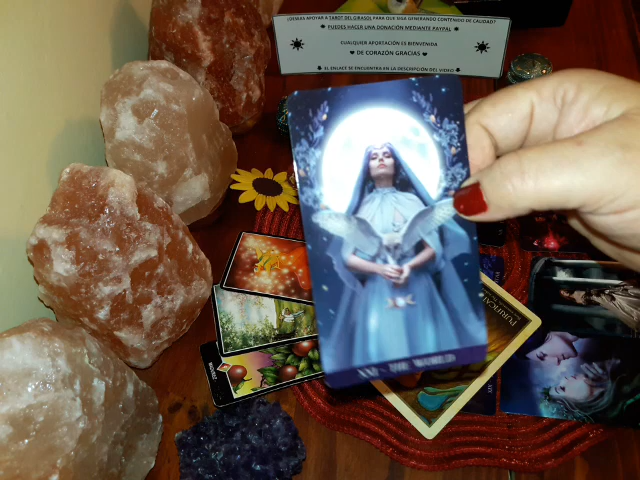 ¿DESEAS APOYAR A TAROT DEL GIRASOL PARA QUE SIGA GENERANDO CONTENIDO DE CALIDAD?
PUEDES HACER UNA DONACIÓN MEDIANTE PAYPAL
CUALQUIER APORTACIÓN ES BIENVENIDA
❤ DE CORAZÓN GRACIAS ❤
EL ENLACE SE ENCUENTRA EN LA DESCRIPCIÓN DEL VIDEO
XXI - THE WORLD